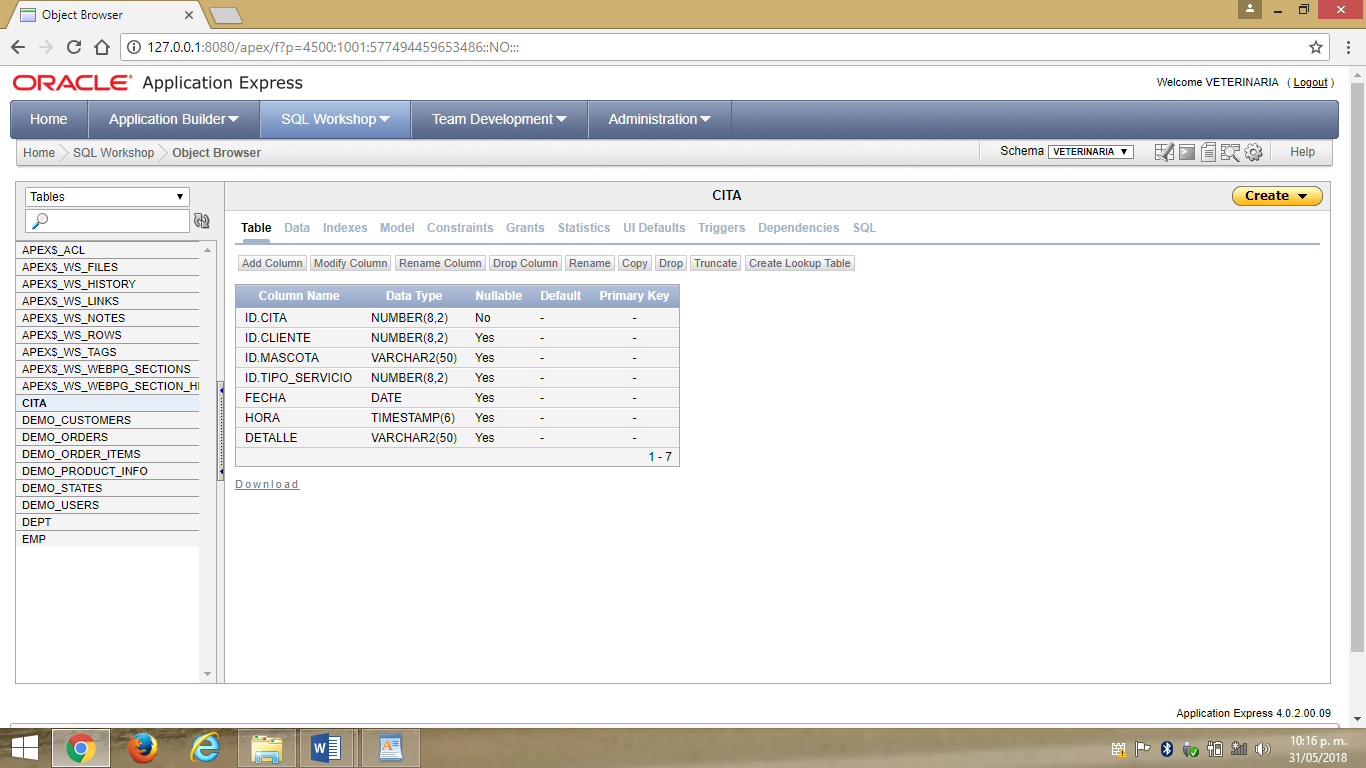 Object Browser
127.0.0.1:8080/apex/f?p=4500:1001:577494459653486::NO:::
ORACLE Application Express
Welcome VETERINARIA ( Logout )
Home Application Builder SQL Workshop Team Development Administration
Home SQL Workshop Object Browser
Schema VETERINARIA Help
Tables
APEX$_ACL
APEX$_WS_FILES
APEX$_WS_HISTORY
APEX$_WS_LINKS
APEX$_WS_NOTES
APEX$_WS_ROWS
APEX$_WS_TAGS
APEX$_WS_WEBPG_SECTIONS
APEX$_WS_WEBPG_SECTION_HI
CITA
DEMO_CUSTOMERS
DEMO_ORDERS
DEMO_ORDER_ITEMS
DEMO_PRODUCT_INFO
DEMO_STATES
DEMO_USERS
DEPT
EMP
CITA
Create
Table Data Indexes Model Constraints Grants Statistics UI Defaults Triggers Dependencies SQL
Add Column Modify Column Rename Column Drop Column Rename Copy Drop Truncate Create Lookup Table
Column Name Data Type Nullable Default Primary Key
ID.CITA NUMBER(8,2) No - -
ID.CLIENTE NUMBER(8,2) Yes - -
ID.MASCOTA VARCHAR2(50) Yes - -
ID.TIPO_SERVICIO NUMBER(8,2) Yes - -
FECHA DATE Yes - -
HORA TIMESTAMP(6) Yes - -
DETALLE VARCHAR2(50) Yes - -
1 - 7
Download
Application Express 4.0.2.00.09
10:16 p. m.
31/05/2018